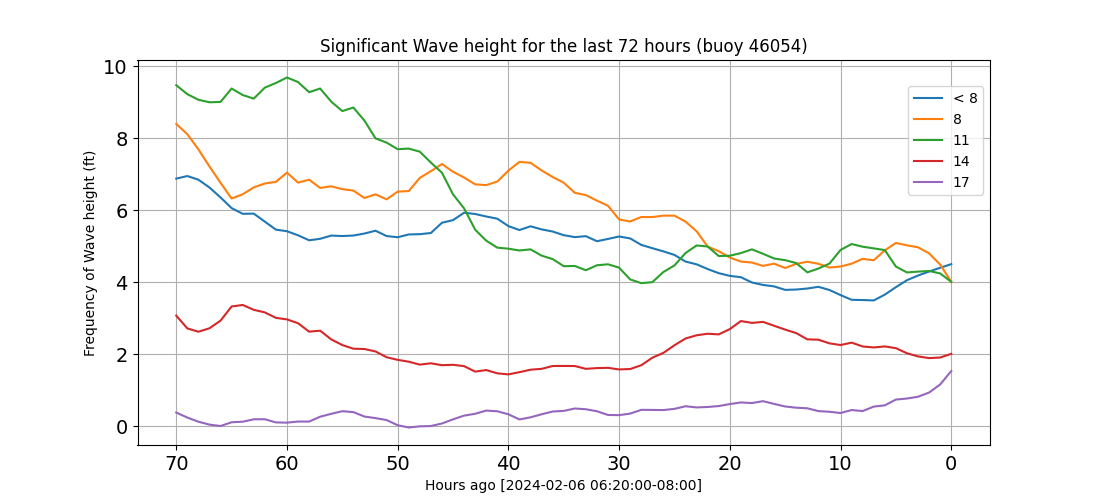 Significant Wave height for the last 72 hours (buoy 46054)
Frequency of Wave height (ft)
10
8
6
4
2
0
< 8
8
11
14
17
70 60 50 40 30 20 10 0
Hours ago [2024-02-06 06:20:00-08:00]